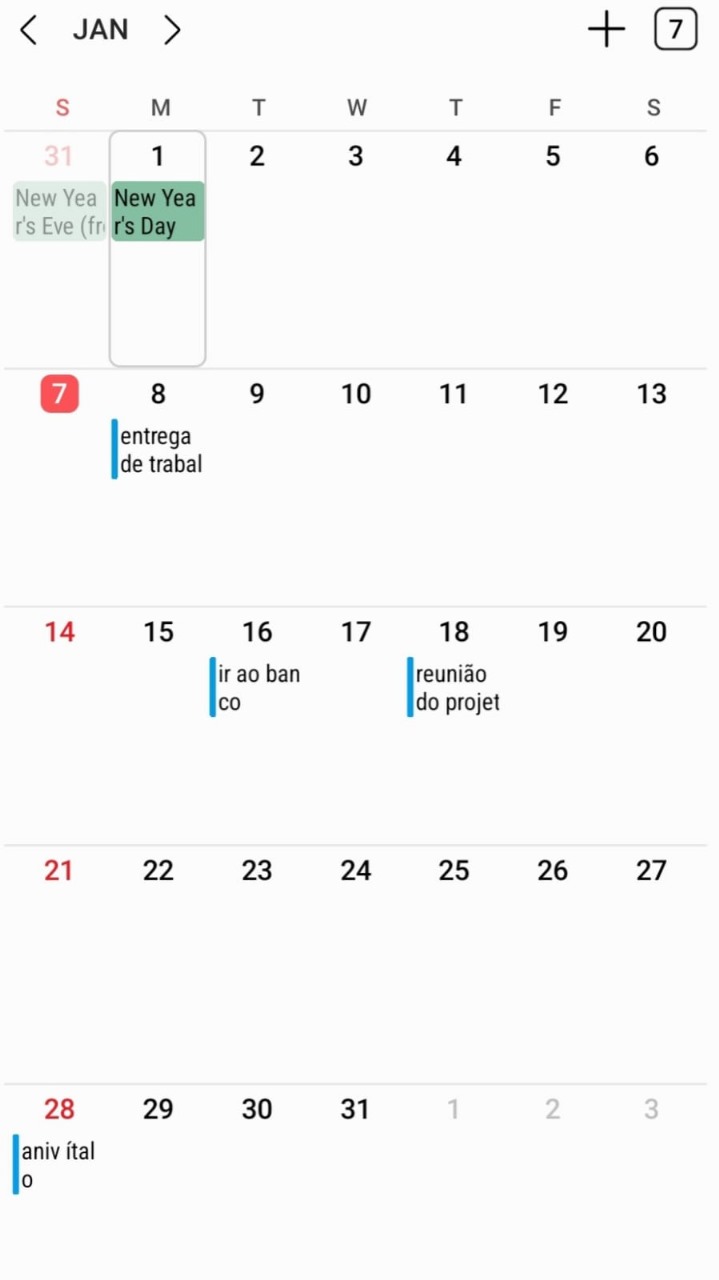 JAN 7
S M T W T F S
31 1 2 3 4 5 6
New Yea New Yea
r's Eve (fr r's Day
7 8 9 10 11 12 13
entrega
de trabal
14 15 16 17 18 19 20
ir ao ban reunião
co do projet
21 22 23 24 25 26 27
28 29 30 31 1 2 3
aniv ítal
o